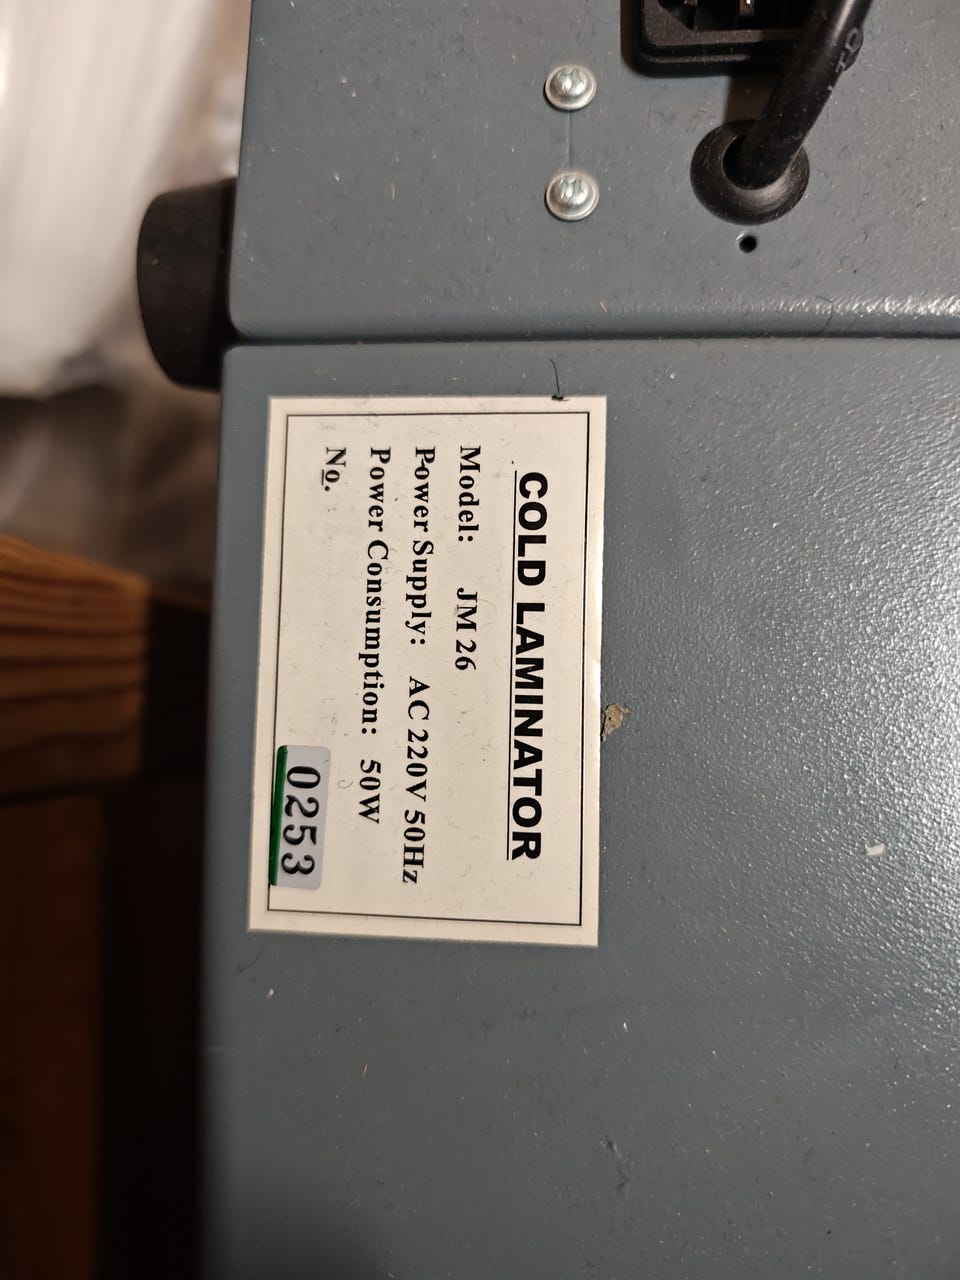 COLD LAMINATOR
Model: JM 26
Power Supply: AC 220V 50Hz
Power Consumption: 50W
No. 0253